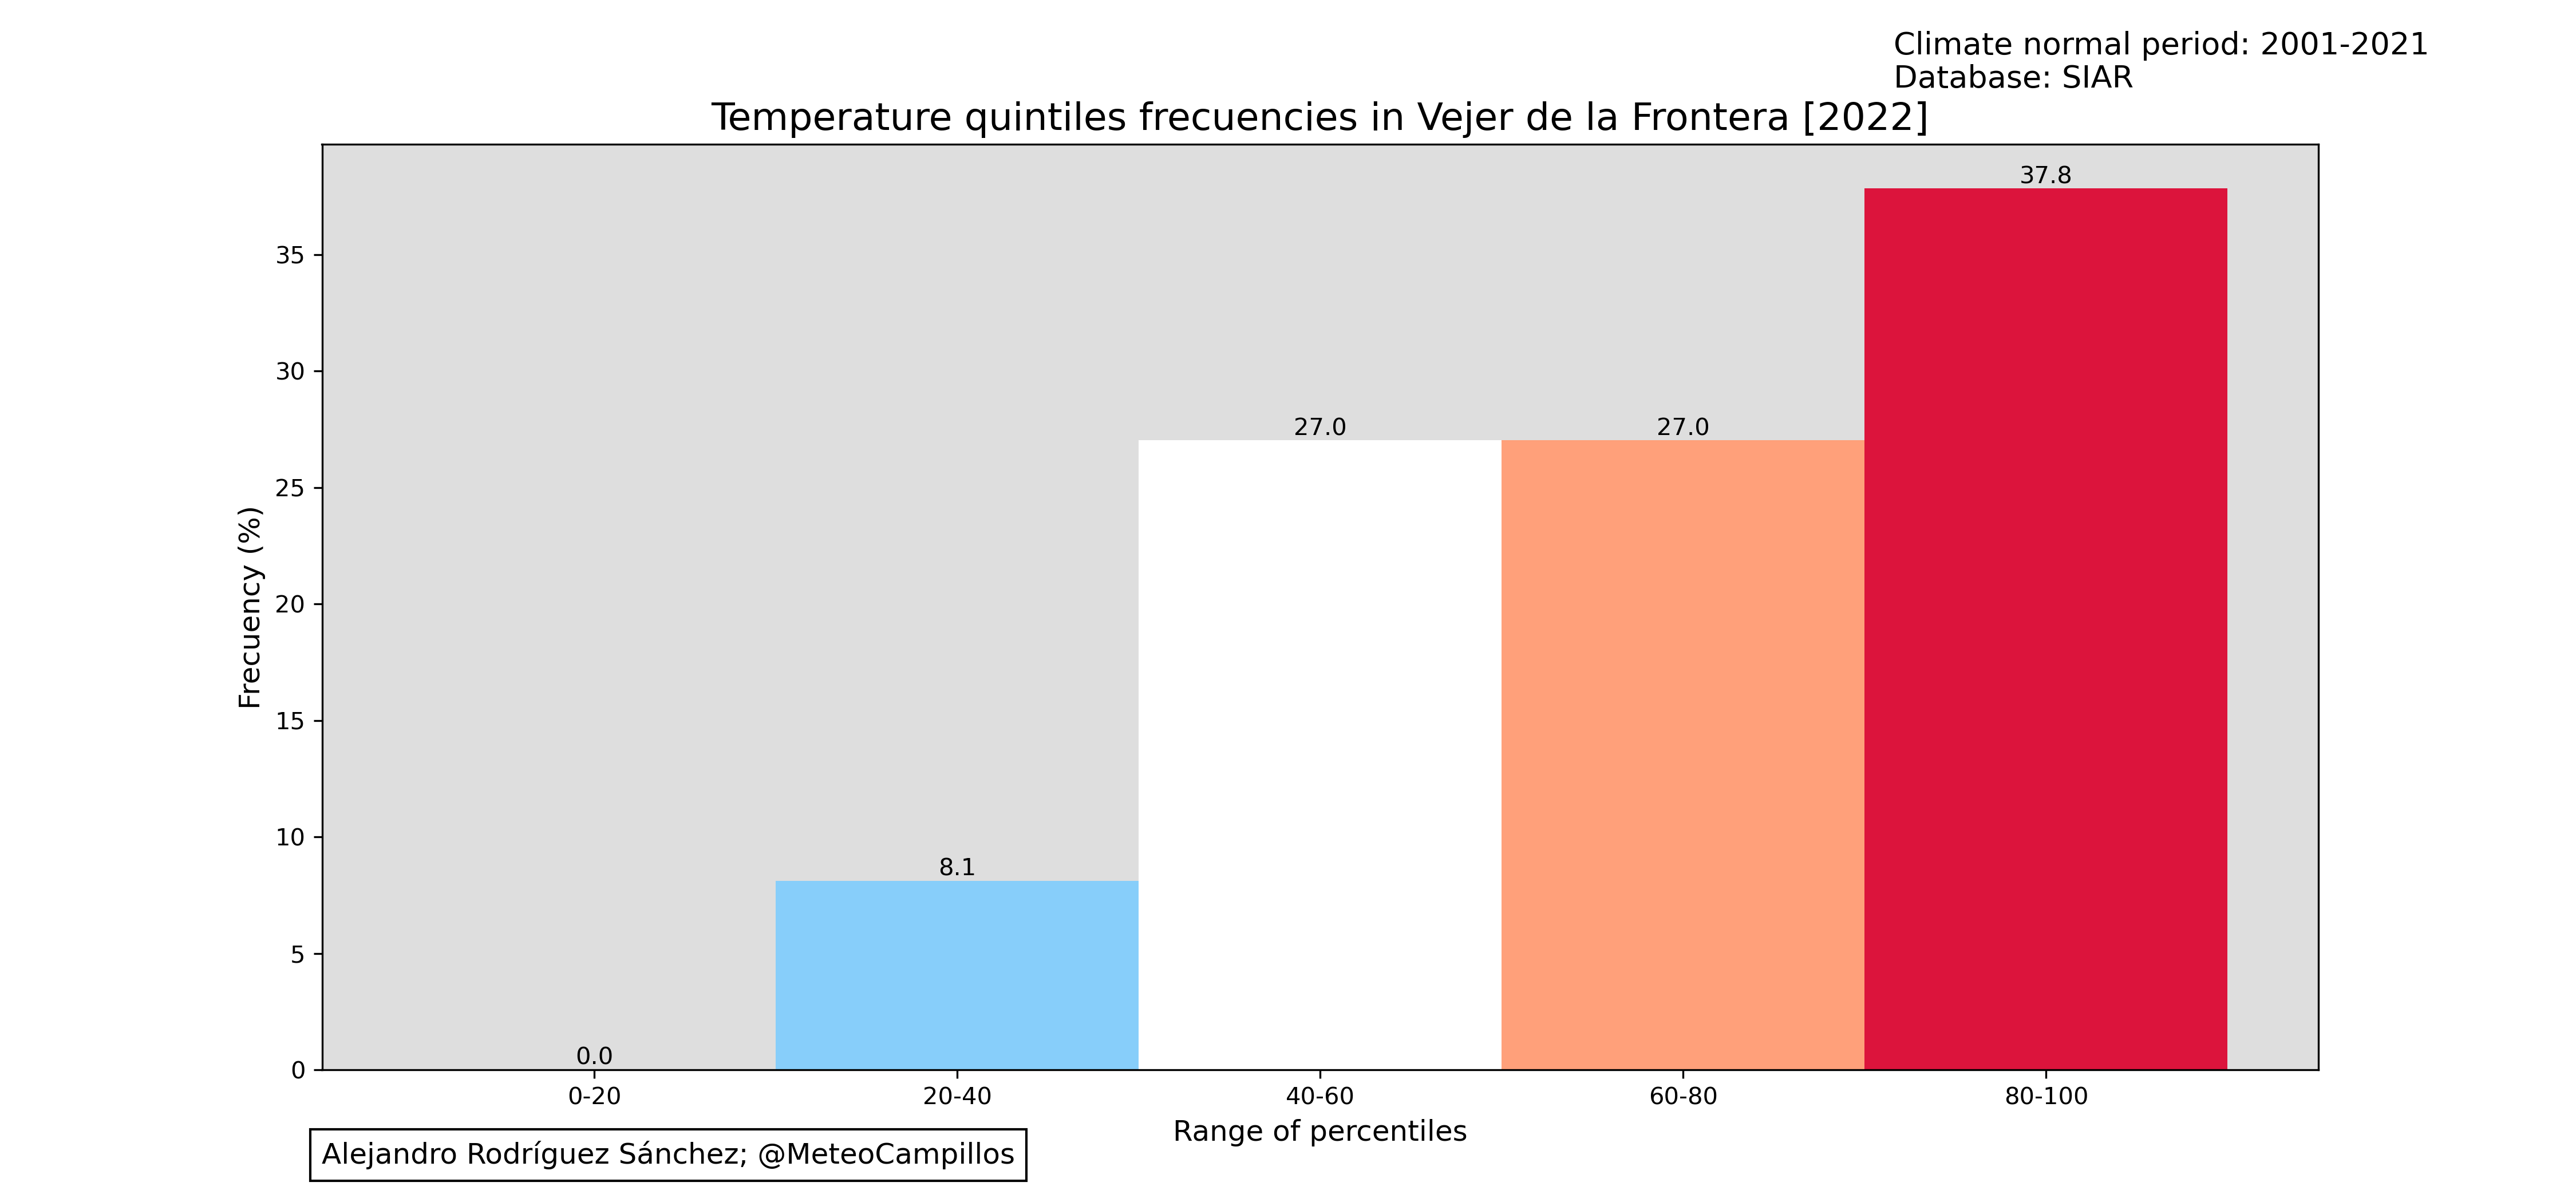 Climate normal period: 2001-2021
Database: SIAR
Temperature quintiles frecuencies in Vejer de la Frontera [2022]
37.8
35
30
27.0 27.0
25
Frecuency (%)
20
15
10
8.1
5
0.0
0
0-20 20-40 40-60 60-80 80-100
Range of percentiles
Alejandro Rodríguez Sánchez; @MeteoCampillos